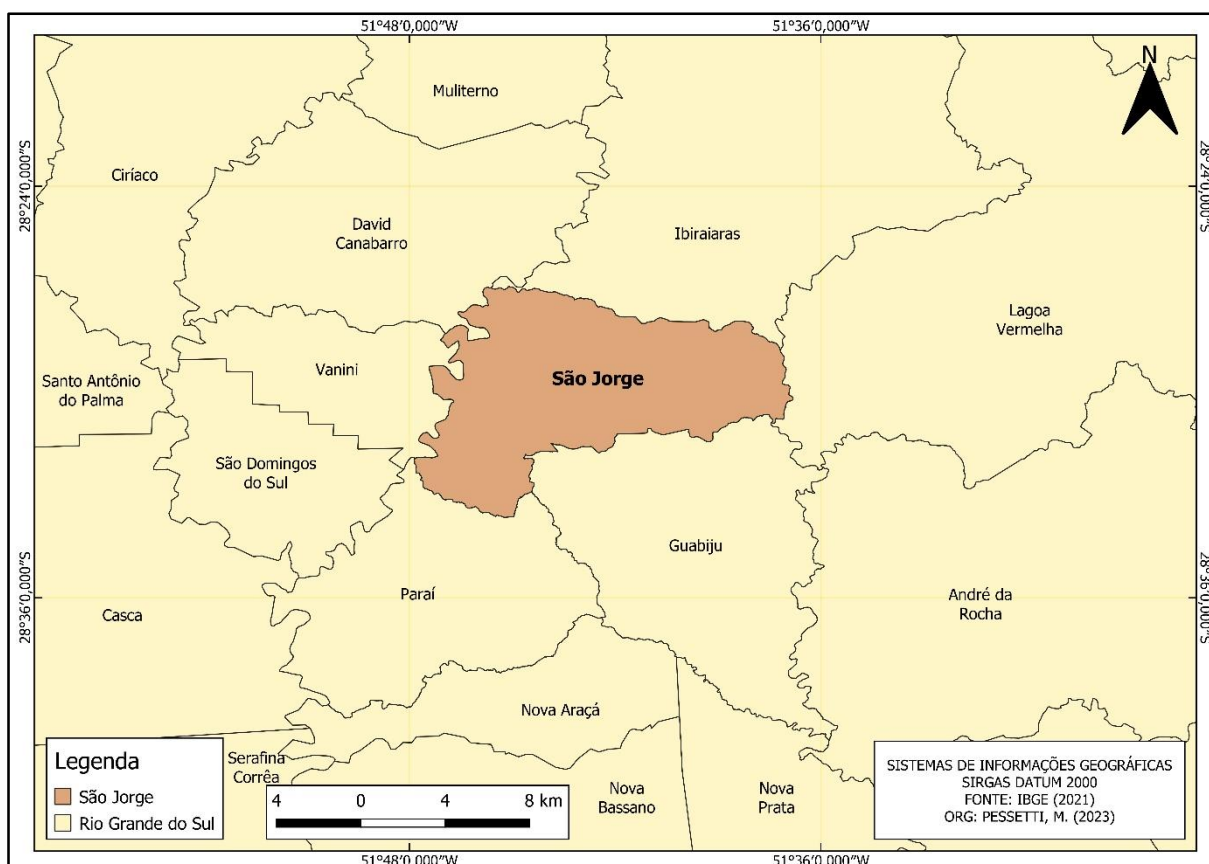 51°48'0,000"W
51°36'0,000"W
N
Muliterno
Ciríaco
28°24'0,000"S
28°24'0,000"S
David
Canabarro
Ibiraiaras
Lagoa
Vermelha
Vanini
São Jorge
Santo Antônio
do Palma
São Domingos
do Sul
Guabiju
28°36'0,000"S
28°36'0,000"S
Paraí
André da
Rocha
Casca
Nova Araçá
Serafina
Corrêa
Nova
Bassano
Nova
Prata
Legenda
São Jorge
Rio Grande do Sul
4 0 4 8 km
SISTEMAS DE INFORMAÇÕES GEOGRÁFICAS
SIRGAS DATUM 2000
FONTE: IBGE (2021)
ORG: PESSETTI, M. (2023)
51°48'0,000"W
51°36'0,000"W